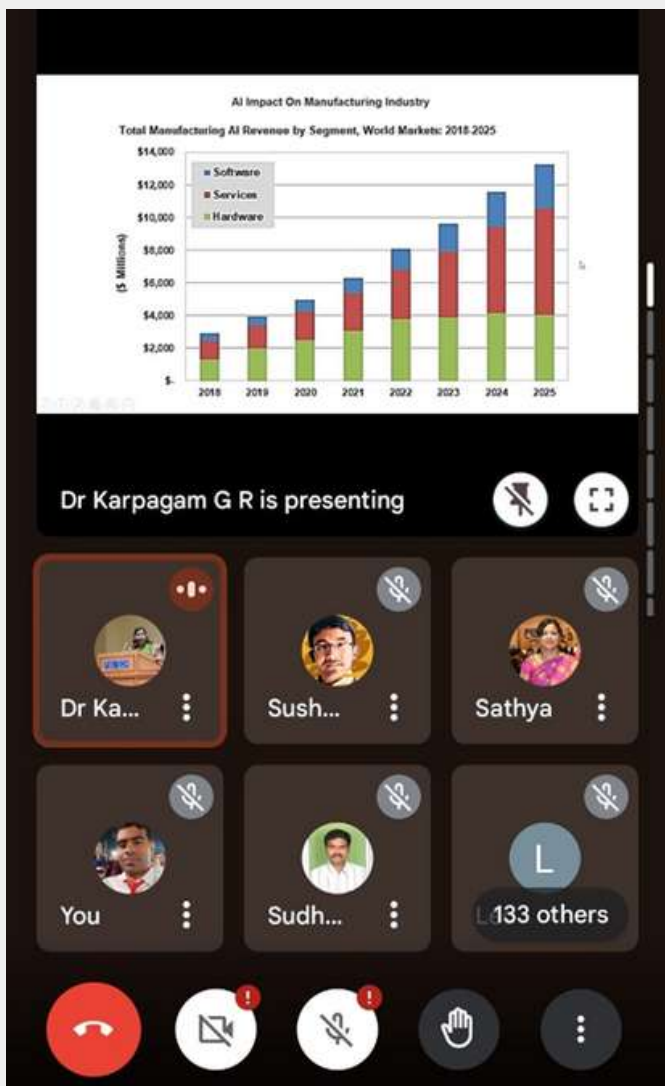 AI Impact On Manufacturing Industry
Total Manufacturing AI Revenue by Segment, World Markets: 2018-2025
$14,000
$12,000
$10,000
$8,000
$6,000
$4,000
$2,000
$-
($ Millions)
Software
Services
Hardware
2018 2019 2020 2021 2022 2023 2024 2025
Dr Karpagam G R is presenting
Dr Ka...
Sush...
Sathya
You
Sudh...
L
133 others